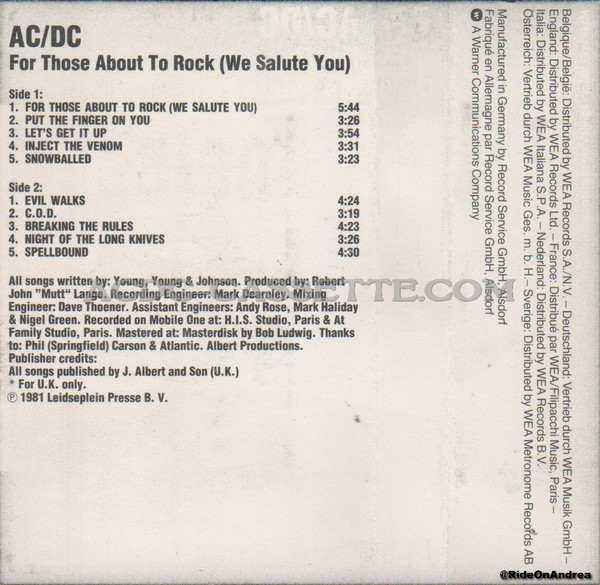 AC/DC
For Those About To Rock (We Salute You)
Side 1:
1. FOR THOSE ABOUT TO ROCK (WE SALUTE YOU) 5:44
2. PUT THE FINGER ON YOU 3:26
3. LET'S GET IT UP 3:54
4. INJECT THE VENOM 3:31
5. SNOWBALLED 3:23
Side 2:
1. EVIL WALKS 4:24
2. C.O.D. 3:19
3. BREAKING THE RULES 4:23
4. NIGHT OF THE LONG KNIVES 3:26
5. SPELLBOUND 4:30
All songs written by: Young, Young & Johnson. Produced by: Robert
John "Mutt" Lange. Recording Engineer: Mark Dearnley. Mixing
Engineer: Dave Thoener. Assistant Engineers: Andy Rose, Mark Haliday
& Nigel Green. Recorded on Mobile One at: H.I.S. Studio, Paris & At
Family Studio, Paris. Mastered at: Masterdisk by Bob Ludwig. Thanks
to: Phil (Springfield) Carson & Atlantic. Albert Productions.
Publisher credits:
All songs published by J. Albert and Son (U.K.)
* For U.K. only.
℗ 1981 Leidseplein Presse B. V.
Belgique/België: Distributed by WEA Records S.A./N.V. – Deutschland: Vertrieb durch WEA Musik GmbH –
England: Distributed by WEA Records Ltd. – France: Distribué par WEA/Filipacchi Music, Paris –
Italia: Distributed by WEA Italiana S.P.A. – Nederland: Distributed by WEA Records B.V.
Österreich: Vertrieb durch WEA Music Ges. m. b. H. – Sverige: Distributed by WEA Metronome Records AB
Manufactured in Germany by Record Service GmbH, Alsdorf
Fabriqué en Allemagne par Record Service GmbH, Alsdorf
A Warner Communications Company
@RideOnAndrea